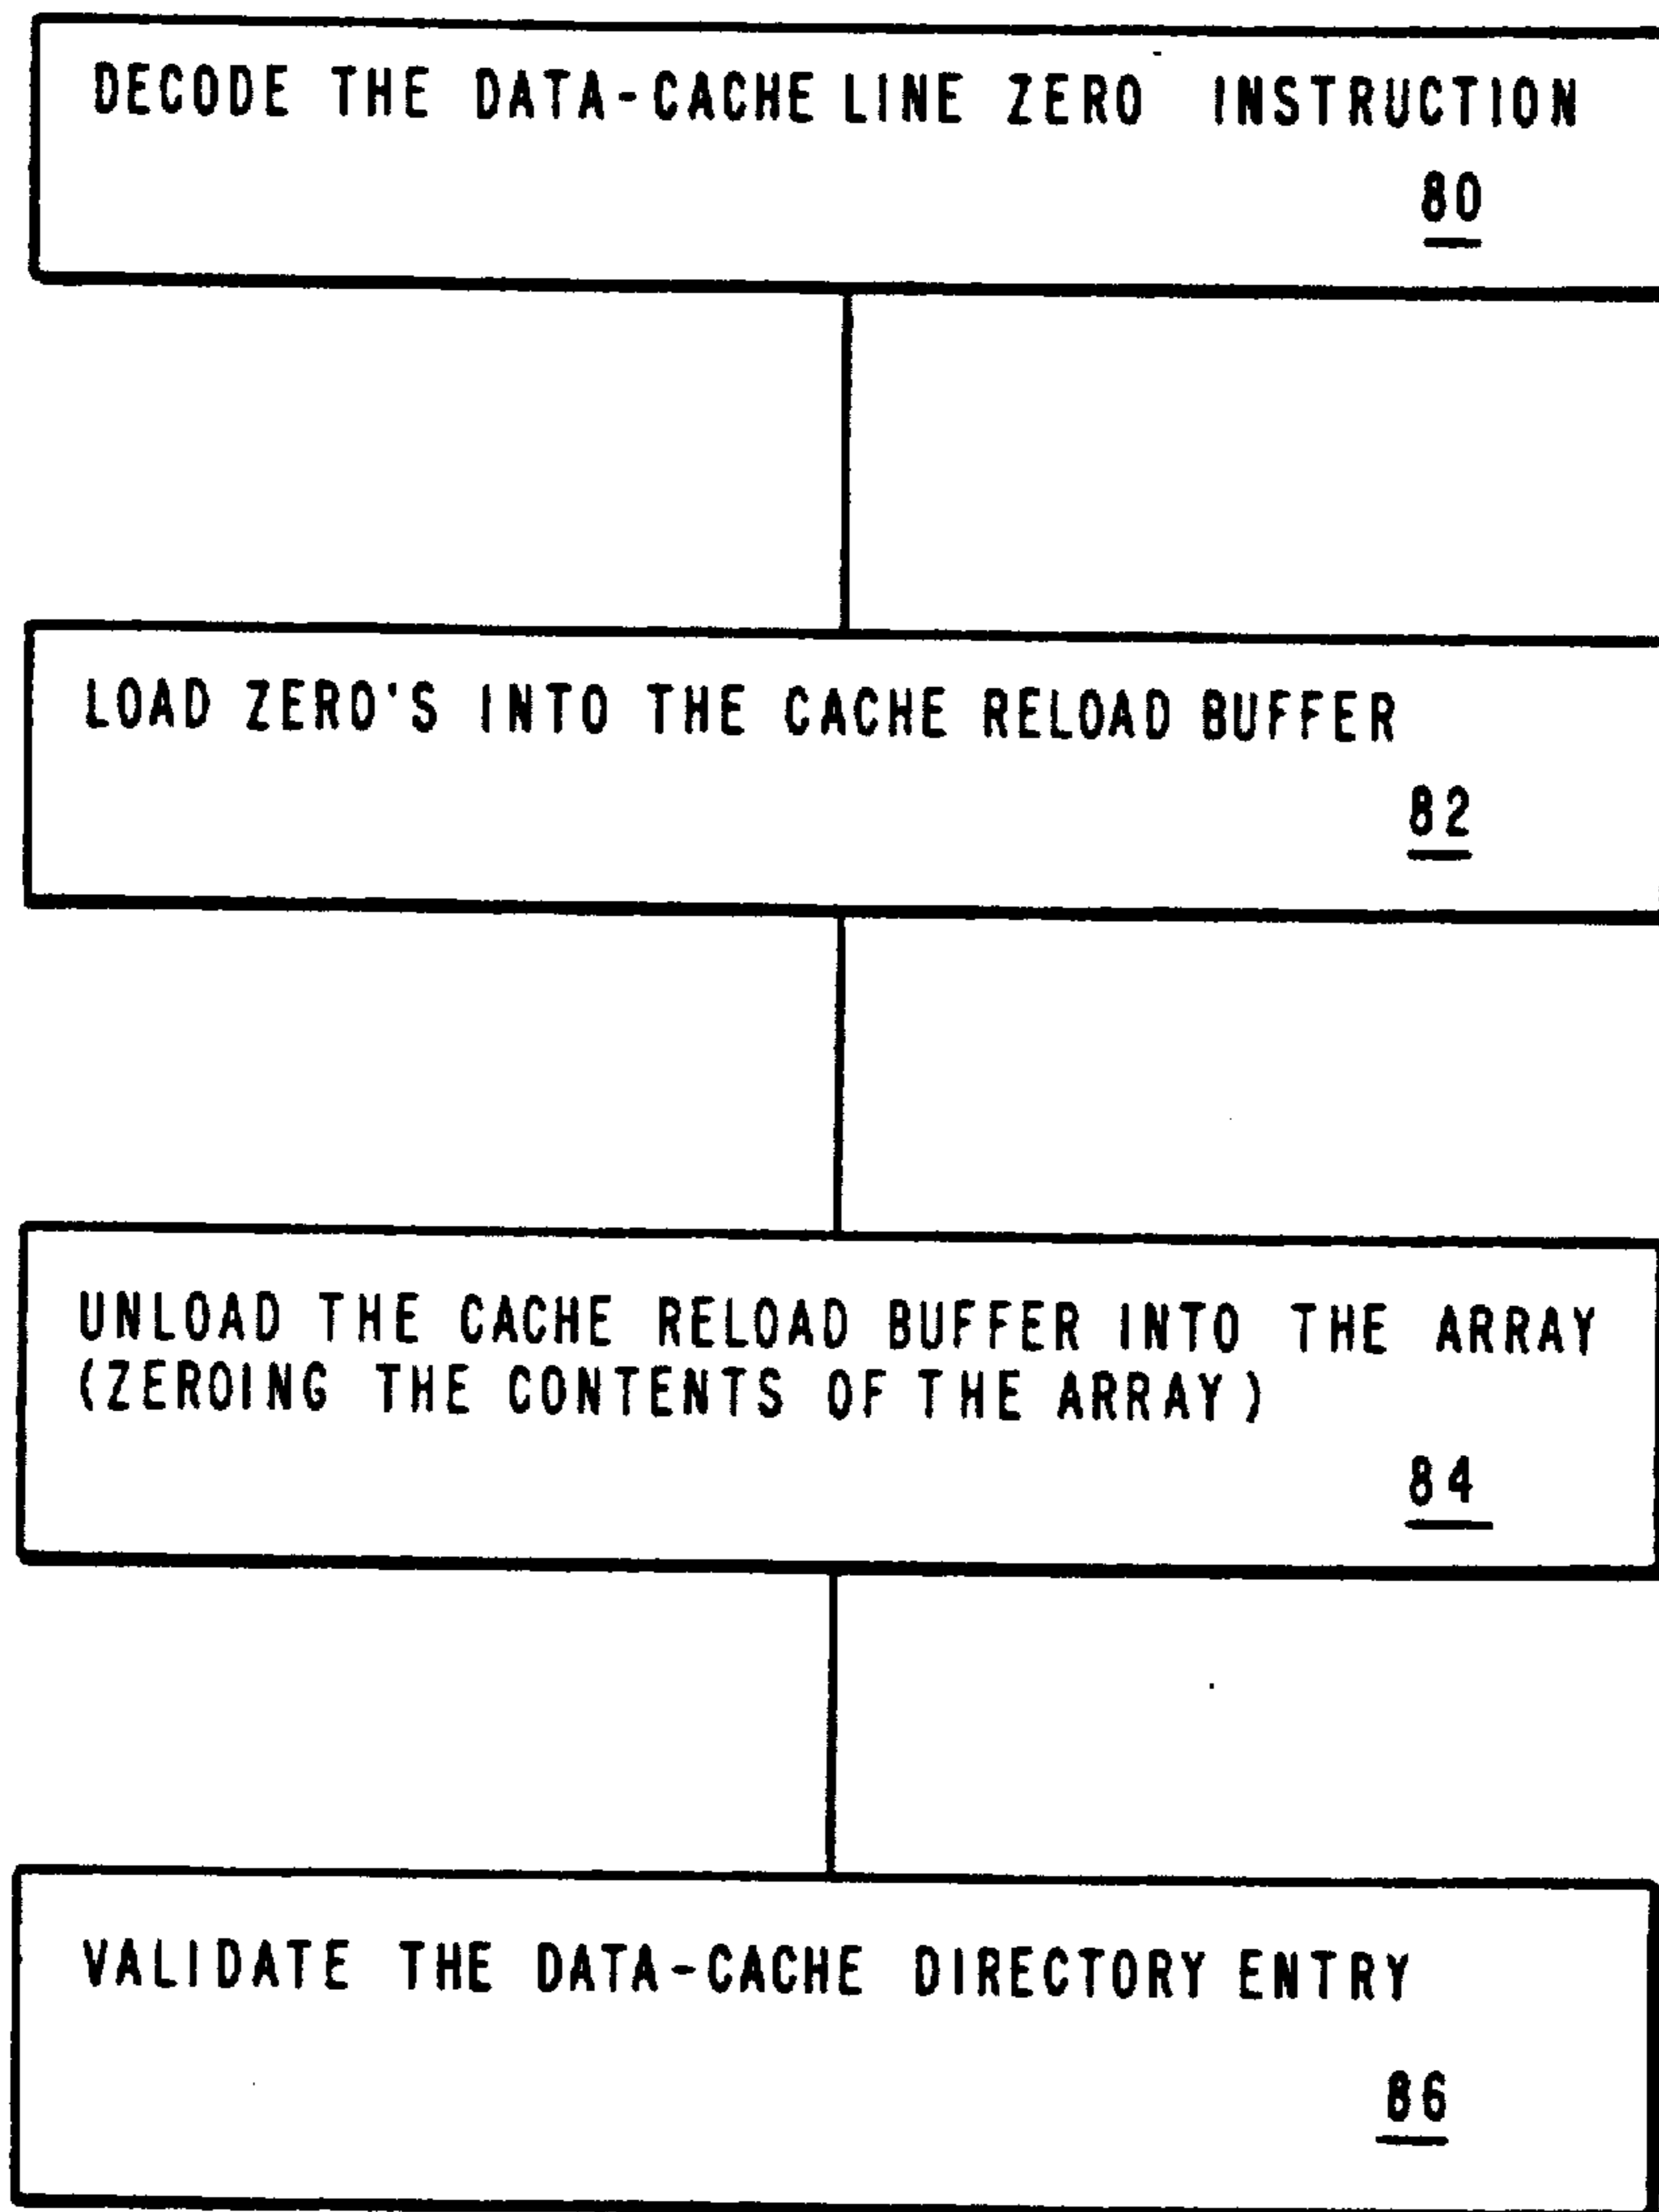 DECODE THE DATA-CACHE LINE ZERO INSTRUCTION
80
LOAD ZERO'S INTO THE CACHE RELOAD BUFFER
82
UNLOAD THE CACHE RELOAD BUFFER INTO THE ARRAY
(ZEROING THE CONTENTS OF THE ARRAY)
84
VALIDATE THE DATA-CACHE DIRECTORY ENTRY
86